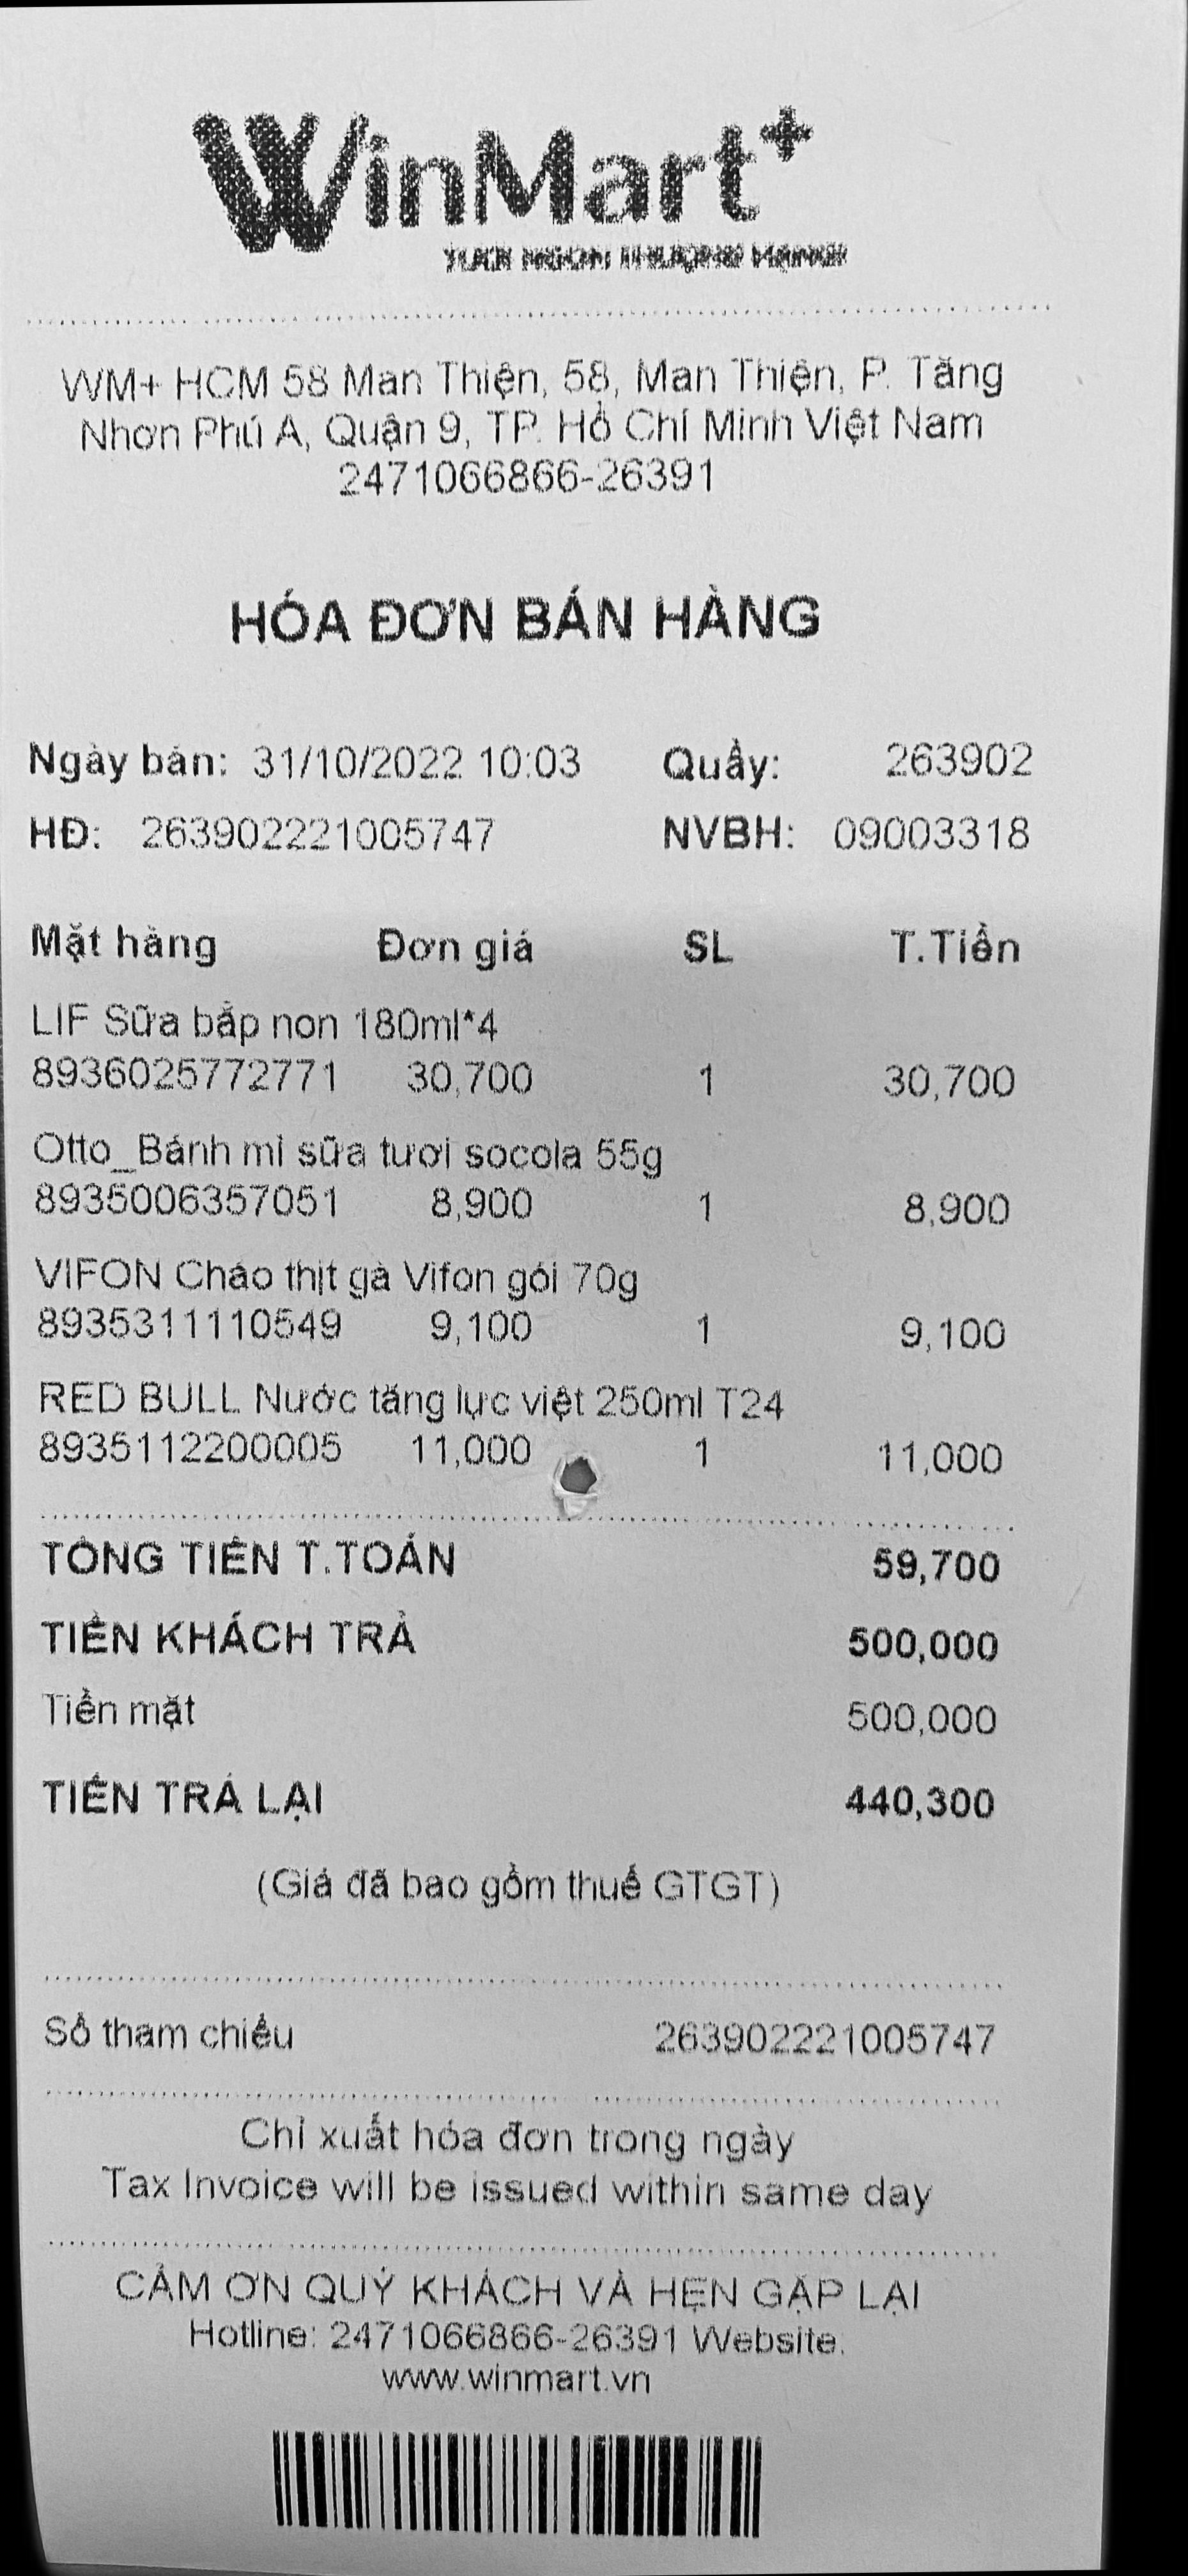 WinMart+
WM+ HCM 58 Man Thiện, 58, Man Thiện, P. Tăng
Nhơn Phú A, Quận 9, TP. Hồ Chí Minh Việt Nam
2471066866-26391
HÓA ĐƠN BÁN HÀNG
Ngày bán: 31/10/2022 10:03 Quầy: 263902
HĐ: 263902221005747 NVBH: 09003318
Mặt hàng Đơn giá SL T.Tiền
LIF Sữa bắp non 180ml*4
8936025772771 30,700 1 30,700
Otto_Bánh mì sữa tươi socola 55g
8935006357051 8,900 1 8,900
VIFON Cháo thịt gà Vifon gói 70g
8935311110549 9,100 1 9,100
RED BULL Nước tăng lực việt 250ml T24
8935112200005 11,000 1 11,000
TỔNG TIỀN T.TOÁN 59,700
TIỀN KHÁCH TRẢ 500,000
Tiền mặt 500,000
TIỀN TRẢ LẠI 440,300
(Giá đã bao gồm thuế GTGT)
Số tham chiếu 263902221005747
Chỉ xuất hóa đơn trong ngày
Tax Invoice will be issued within same day
CẢM ƠN QUÝ KHÁCH VÀ HẸN GẶP LẠI
Hotline: 2471066866-26391 Website:
www.winmart.vn